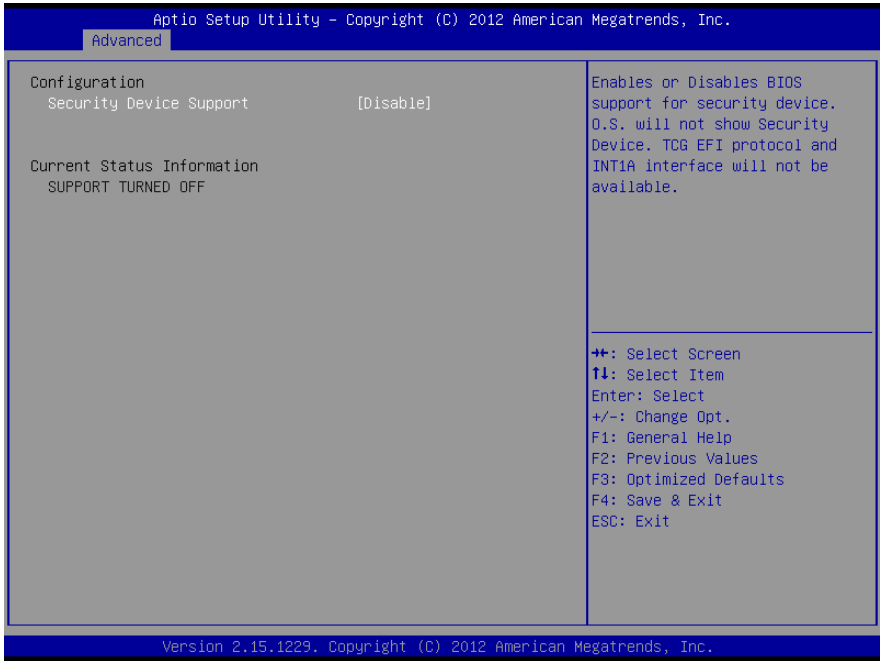 Aptio Setup Utility – Copyright (C) 2012 American Megatrends, Inc.
Advanced
Configuration
Security Device Support [Disable]
Current Status Information
SUPPORT TURNED OFF
Enables or Disables BIOS
support for security device.
O.S. will not show Security
Device. TCG EFI protocol and
INT1A interface will not be
available.
→←: Select Screen
↑↓: Select Item
Enter: Select
+/-: Change Opt.
F1: General Help
F2: Previous Values
F3: Optimized Defaults
F4: Save & Exit
ESC: Exit
Version 2.15.1229. Copyright (C) 2012 American Megatrends, Inc.